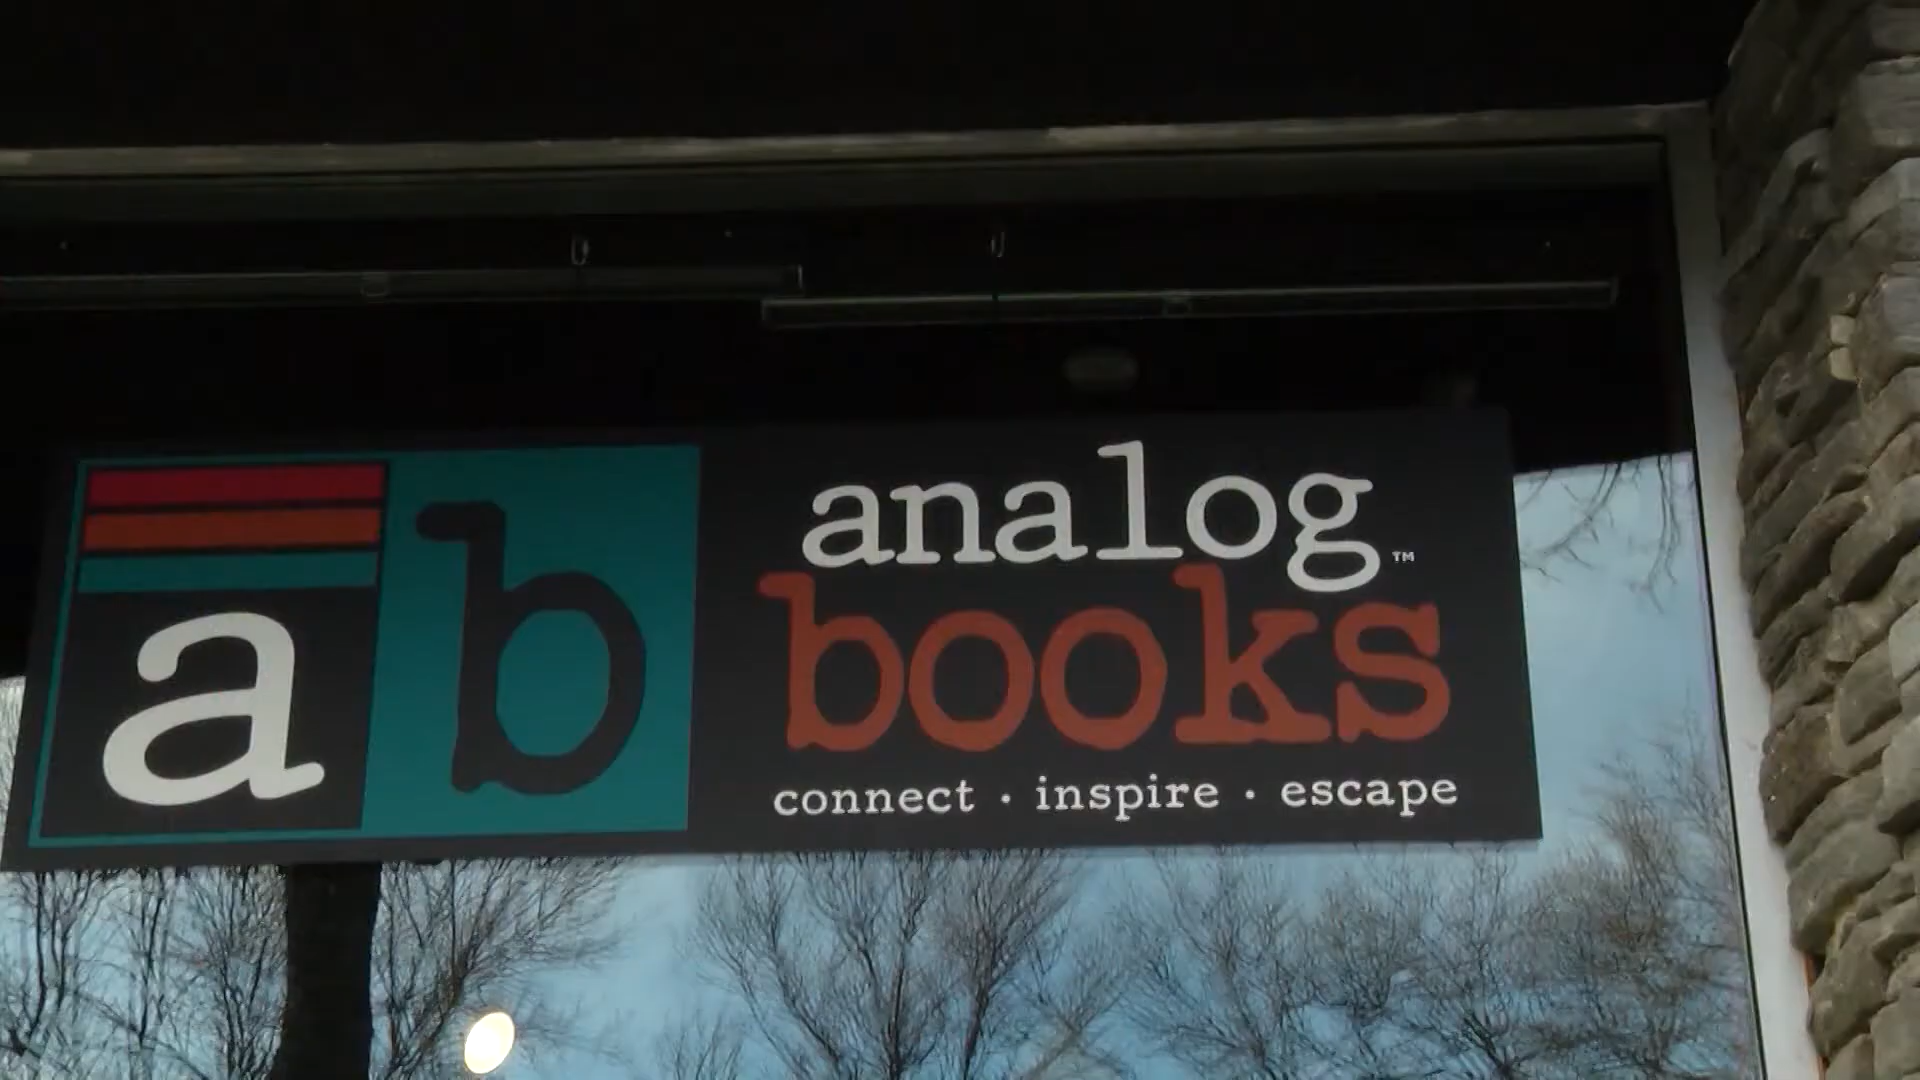 ab
analog™
books
connect · inspire · escape